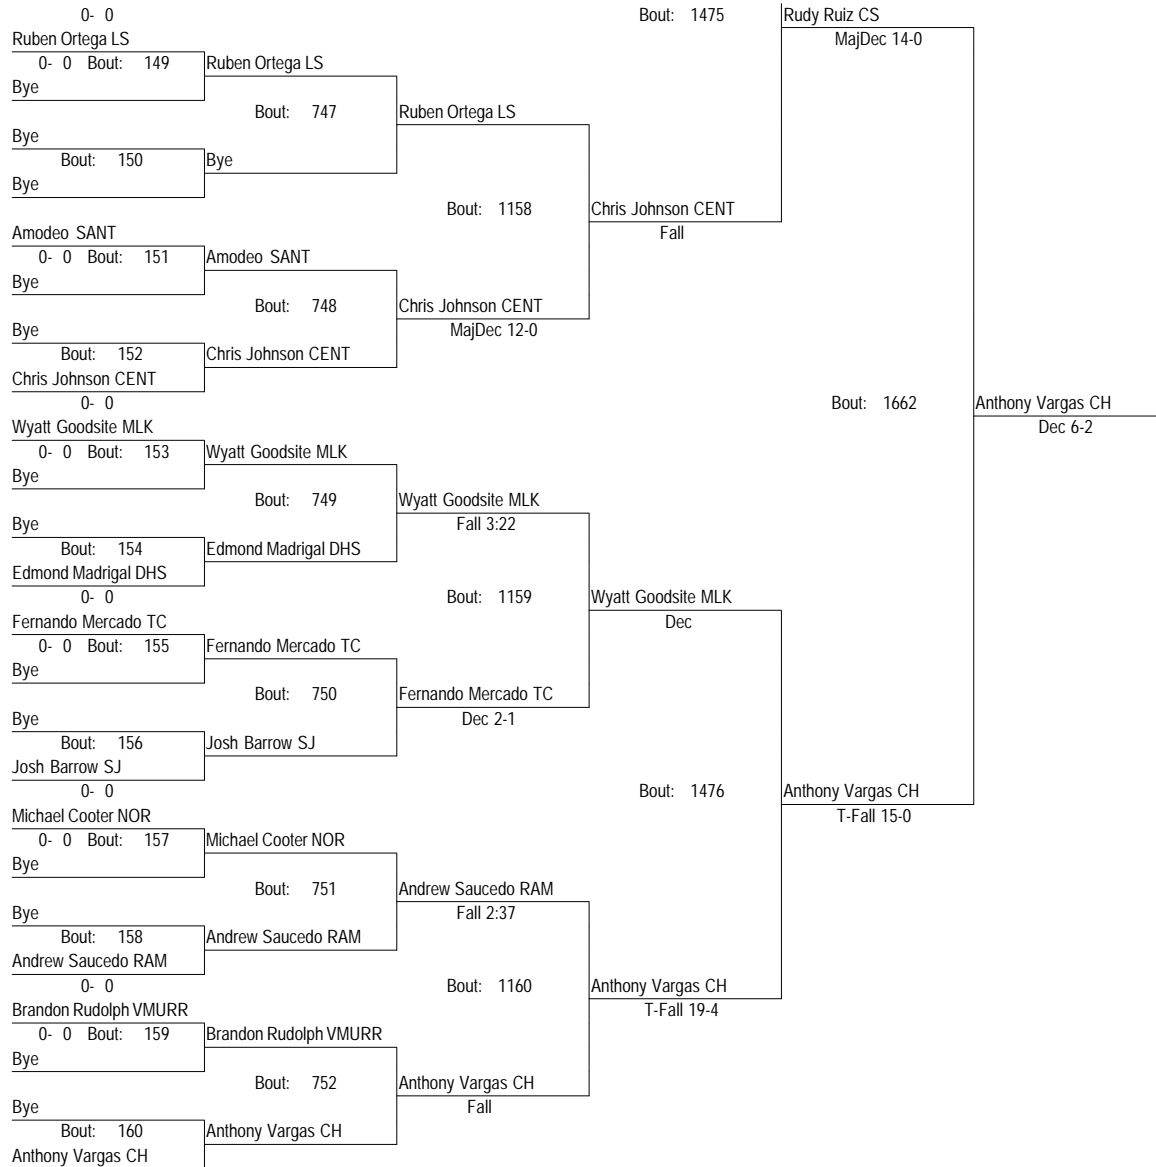 0- 0 Bout: 1475 Rudy Ruiz CS
Ruben Ortega LS MajDec 14-0
0- 0 Bout: 149 Ruben Ortega LS
Bye
Bout: 747 Ruben Ortega LS
Bye
Bout: 150 Bye
Bye
Bout: 1158 Chris Johnson CENT
Amodeo SANT Fall
0- 0 Bout: 151 Amodeo SANT
Bye
Bout: 748 Chris Johnson CENT
Bye MajDec 12-0
Bout: 152 Chris Johnson CENT
Chris Johnson CENT
0- 0 Bout: 1662 Anthony Vargas CH
Wyatt Goodsite MLK Dec 6-2
0- 0 Bout: 153 Wyatt Goodsite MLK
Bye
Bout: 749 Wyatt Goodsite MLK
Bye Fall 3:22
Bout: 154 Edmond Madrigal DHS
Edmond Madrigal DHS
0- 0 Bout: 1159 Wyatt Goodsite MLK
Fernando Mercado TC Dec
0- 0 Bout: 155 Fernando Mercado TC
Bye
Bout: 750 Fernando Mercado TC
Bye Dec 2-1
Bout: 156 Josh Barrow SJ
Josh Barrow SJ
0- 0 Bout: 1476 Anthony Vargas CH
Michael Cooter NOR T-Fall 15-0
0- 0 Bout: 157 Michael Cooter NOR
Bye
Bout: 751 Andrew Saucedo RAM
Bye Fall 2:37
Bout: 158 Andrew Saucedo RAM
Andrew Saucedo RAM
0- 0 Bout: 1160 Anthony Vargas CH
Brandon Rudolph VMURR T-Fall 19-4
0- 0 Bout: 159 Brandon Rudolph VMURR
Bye
Bout: 752 Anthony Vargas CH
Bye Fall
Bout: 160 Anthony Vargas CH
Anthony Vargas CH